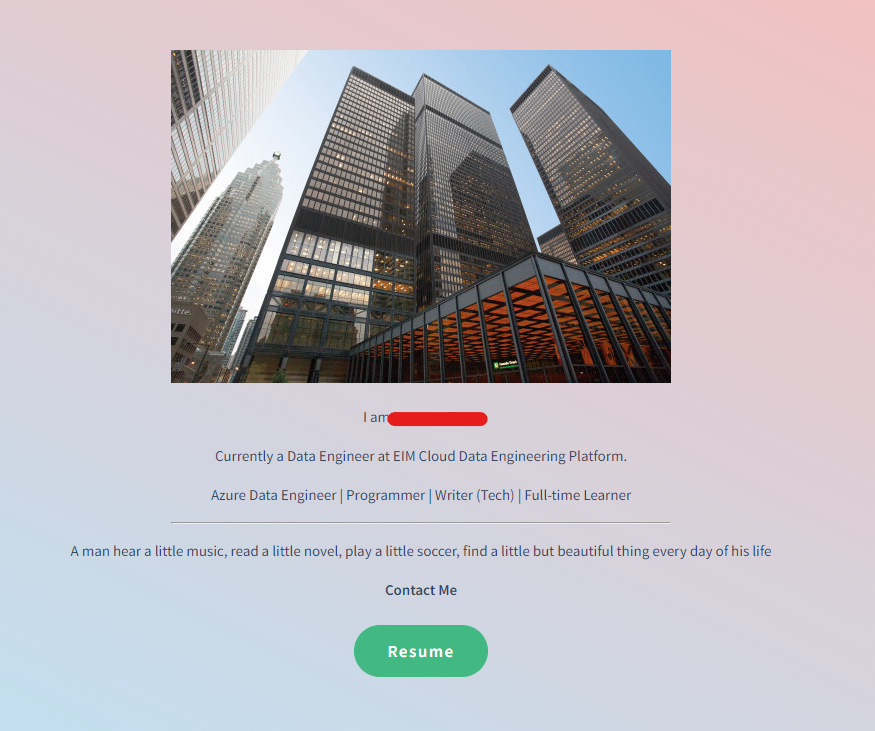 I am
Currently a Data Engineer at EIM Cloud Data Engineering Platform.
Azure Data Engineer | Programmer | Writer (Tech) | Full-time Learner
A man hear a little music, read a little novel, play a little soccer, find a little but beautiful thing every day of his life
Contact Me
Resume